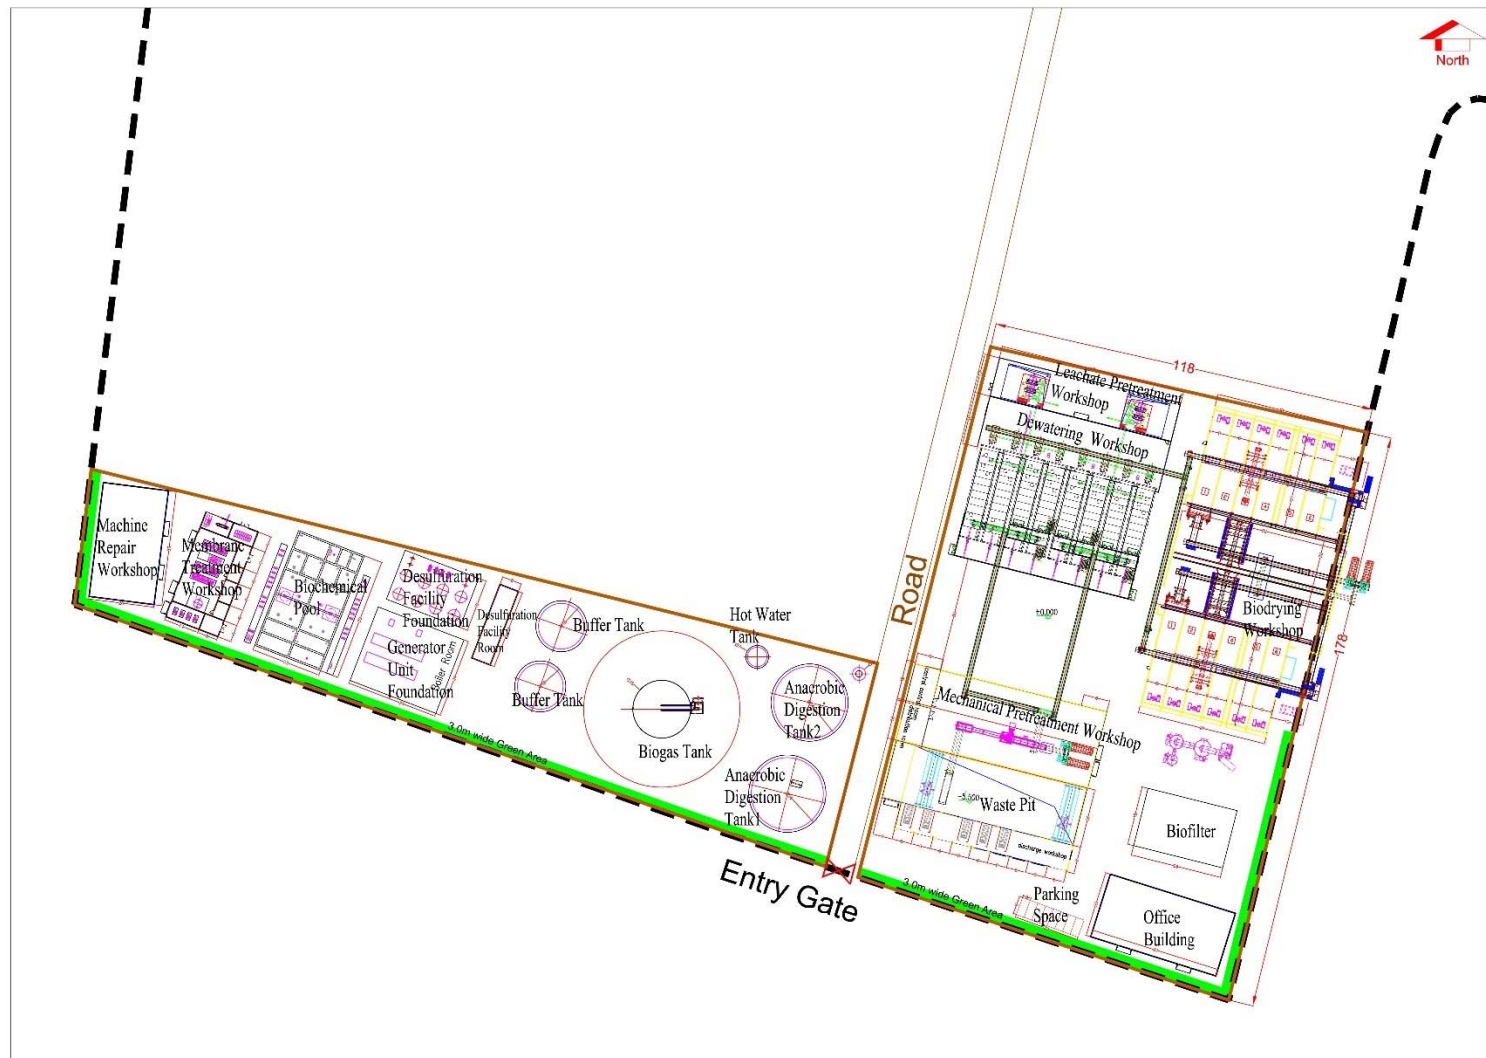 North
118
Leachate Pretreatment
Workshop
Dewatering Workshop
Machine
Repair
Workshop
Membrane
Treatment
Workshop
Biochemical
Pool
Desulfuration
Facility
Foundation
Desulfuration
Facility
Room
Generator
Unit
Foundation
Boiler Room
Buffer Tank
Buffer Tank
Biogas Tank
Hot Water
Tank
Anaerobic
Digestion
Tank2
Anaerobic
Digestion
Tank1
3.0m wide Green Area
Road
±0.000
Biodrying
Workshop
178
Mechanical Pretreatment Workshop
-5.500
Waste Pit
discharge workshop
Biofilter
Entry Gate
3.0m wide Green Area
Parking
Space
Office
Building